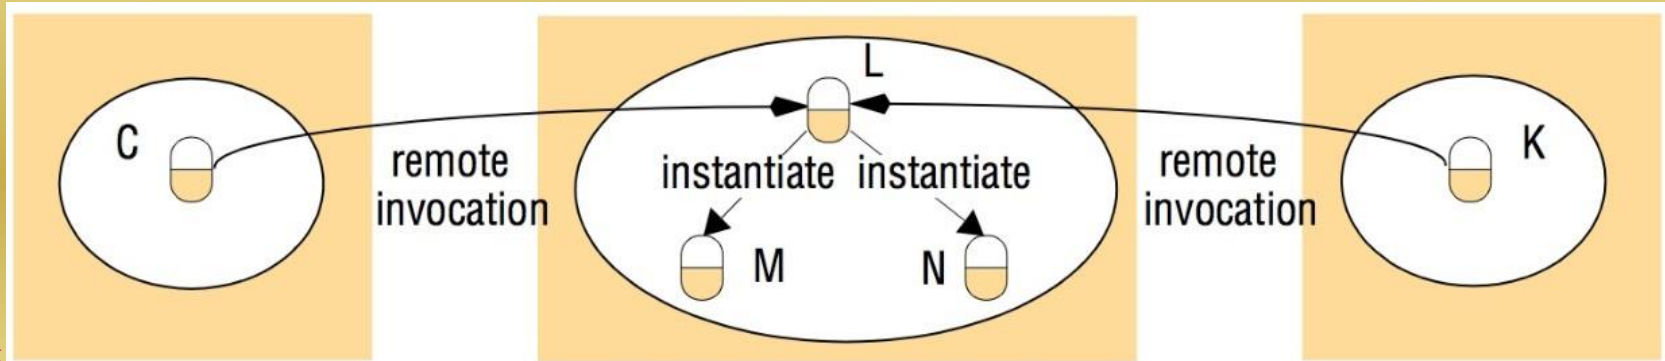 L
C
K
remote
invocation
instantiate instantiate
remote
invocation
M
N